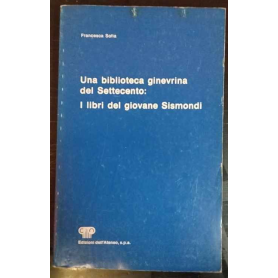 Francesca Sofia
Una biblioteca ginevrina
del Settecento:
I libri del giovane Sismondi
Edizioni dell'Ateneo, s.p.a.